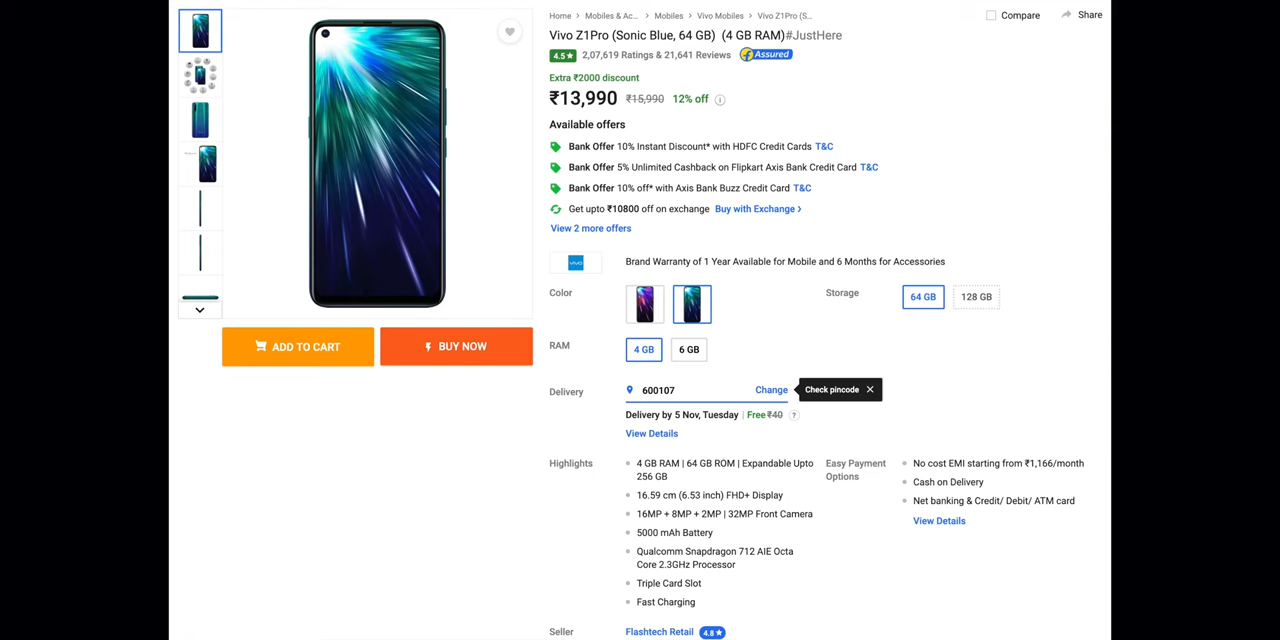 Home > Mobiles & Ac... > Mobiles > Vivo Mobiles > Vivo Z1Pro (S...
Compare
Share
Vivo Z1Pro (Sonic Blue, 64 GB) (4 GB RAM)#JustHere
4.5★ 2,07,619 Ratings & 21,641 Reviews Assured
Extra ₹2000 discount
₹13,990 ₹15,990 12% off
Available offers
Bank Offer 10% Instant Discount* with HDFC Credit Cards T&C
Bank Offer 5% Unlimited Cashback on Flipkart Axis Bank Credit Card T&C
Bank Offer 10% off* with Axis Bank Buzz Credit Card T&C
Get upto ₹10800 off on exchange Buy with Exchange >
View 2 more offers
vivo
Brand Warranty of 1 Year Available for Mobile and 6 Months for Accessories
Color
Storage 64 GB 128 GB
ADD TO CART
BUY NOW
RAM 4 GB 6 GB
Delivery 600107 Change Check pincode ✕
Delivery by 5 Nov, Tuesday | Free ₹40 ?
View Details
Highlights
4 GB RAM | 64 GB ROM | Expandable Upto
256 GB
16.59 cm (6.53 inch) FHD+ Display
16MP + 8MP + 2MP | 32MP Front Camera
5000 mAh Battery
Qualcomm Snapdragon 712 AIE Octa
Core 2.3GHz Processor
Triple Card Slot
Fast Charging
Easy Payment
Options
No cost EMI starting from ₹1,166/month
Cash on Delivery
Net banking & Credit/ Debit/ ATM card
View Details
Seller Flashtech Retail 4.8★